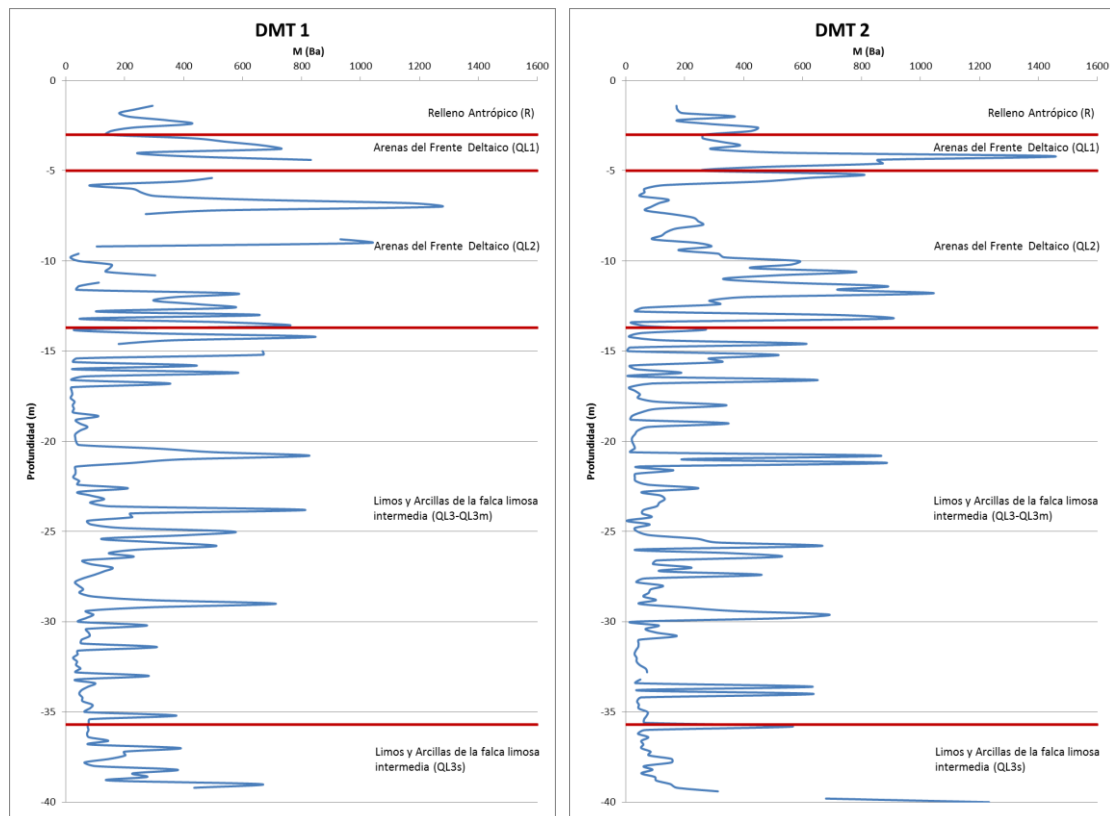 DMT 1
M (Ba)
0 200 400 600 800 1000 1200 1400 1600
0
-5
-10
-15
-20
-25
-30
-35
-40
Profundidad (m)
Relleno Antrópico (R)
Arenas del Frente Deltaico (QL1)
Arenas del Frente Deltaico (QL2)
Limos y Arcillas de la falca limosa
intermedia (QL3-QL3m)
Limos y Arcillas de la falca limosa
intermedia (QL3s)
DMT 2
M (Ba)
0 200 400 600 800 1000 1200 1400 1600
0
-5
-10
-15
-20
-25
-30
-35
-40
Profundidad (m)
Relleno Antrópico (R)
Arenas del Frente Deltaico (QL1)
Arenas del Frente Deltaico (QL2)
Limos y Arcillas de la falca limosa
intermedia (QL3-QL3m)
Limos y Arcillas de la falca limosa
intermedia (QL3s)